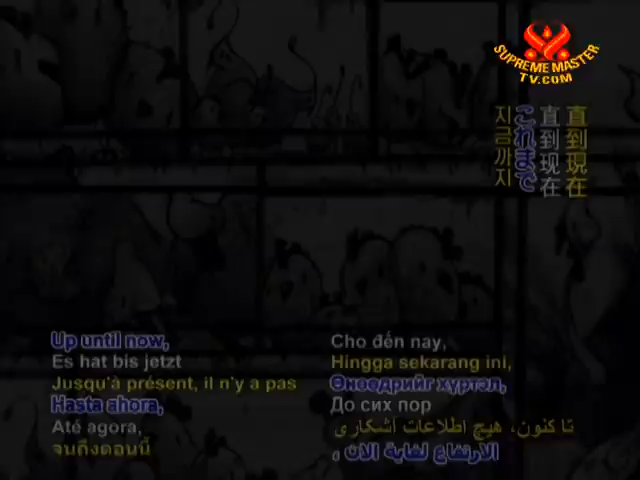 SUPREME MASTER
TV.COM
直到現在
直到现在
これまで
지금까지
Up until now,
Es hat bis jetzt
Jusqu'à présent, il n'y a pas
Hasta ahora,
Até agora,
จนถึงตอนนี้
Cho đến nay,
Hingga sekarang ini,
Өнөөдрийг хүртэл,
До сих пор
تا کنون، هیچ اطلاعات آشکاری
الارتفاع لغاية الان